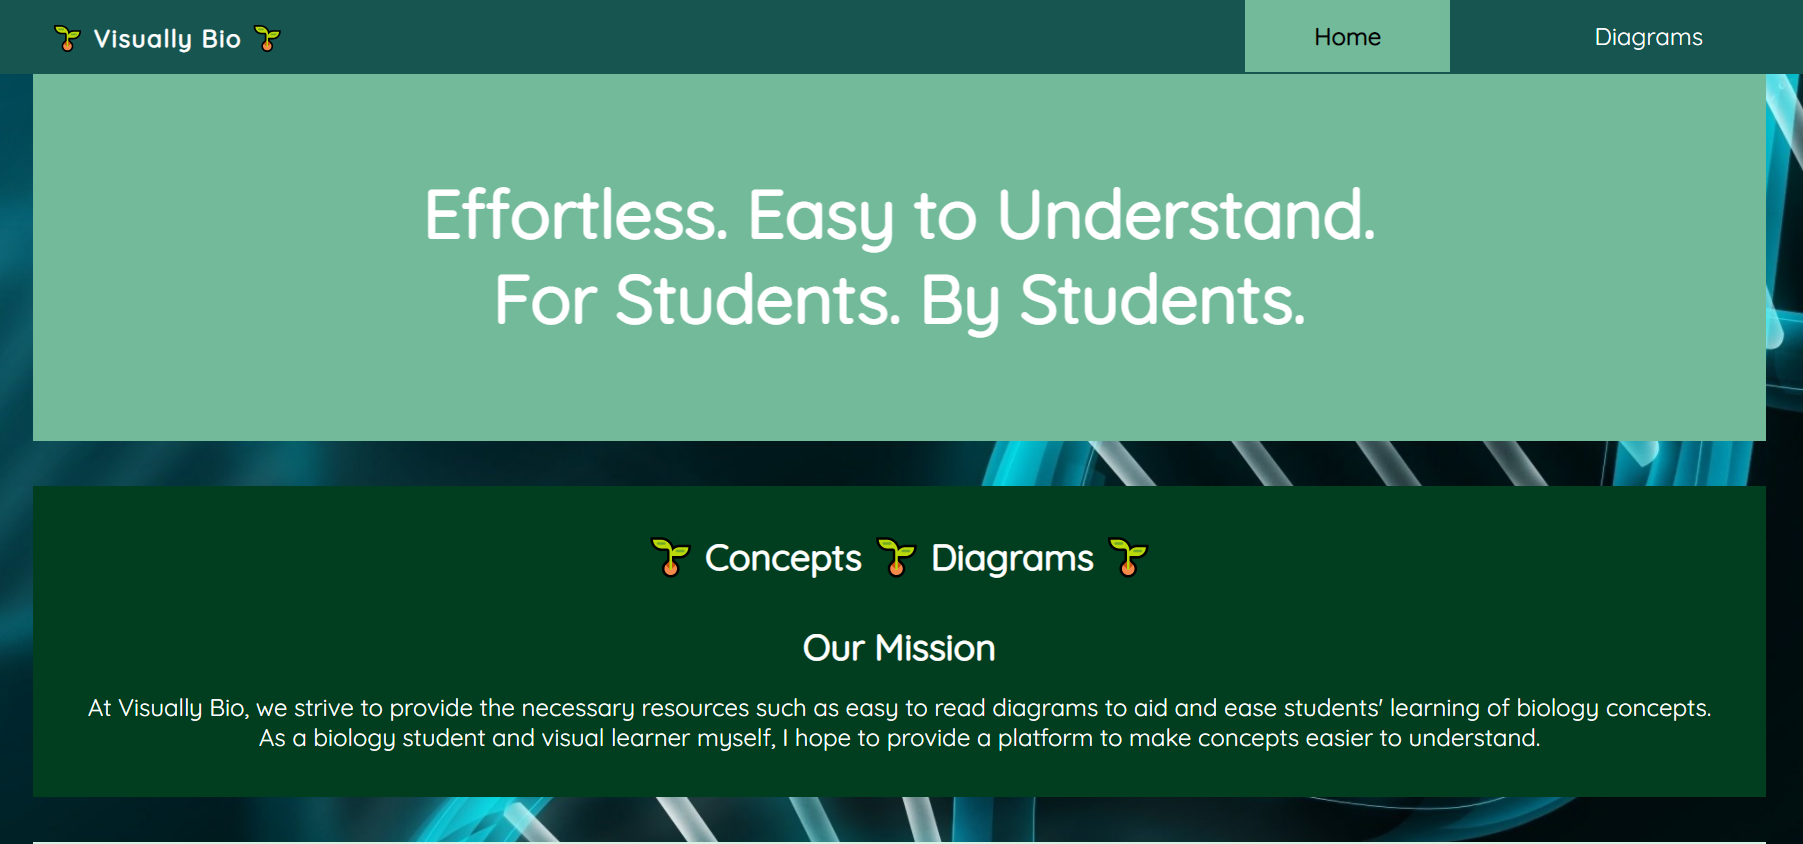 Visually Bio
Home
Diagrams
Effortless. Easy to Understand.
For Students. By Students.
Concepts Diagrams
Our Mission
At Visually Bio, we strive to provide the necessary resources such as easy to read diagrams to aid and ease students' learning of biology concepts.
As a biology student and visual learner myself, I hope to provide a platform to make concepts easier to understand.